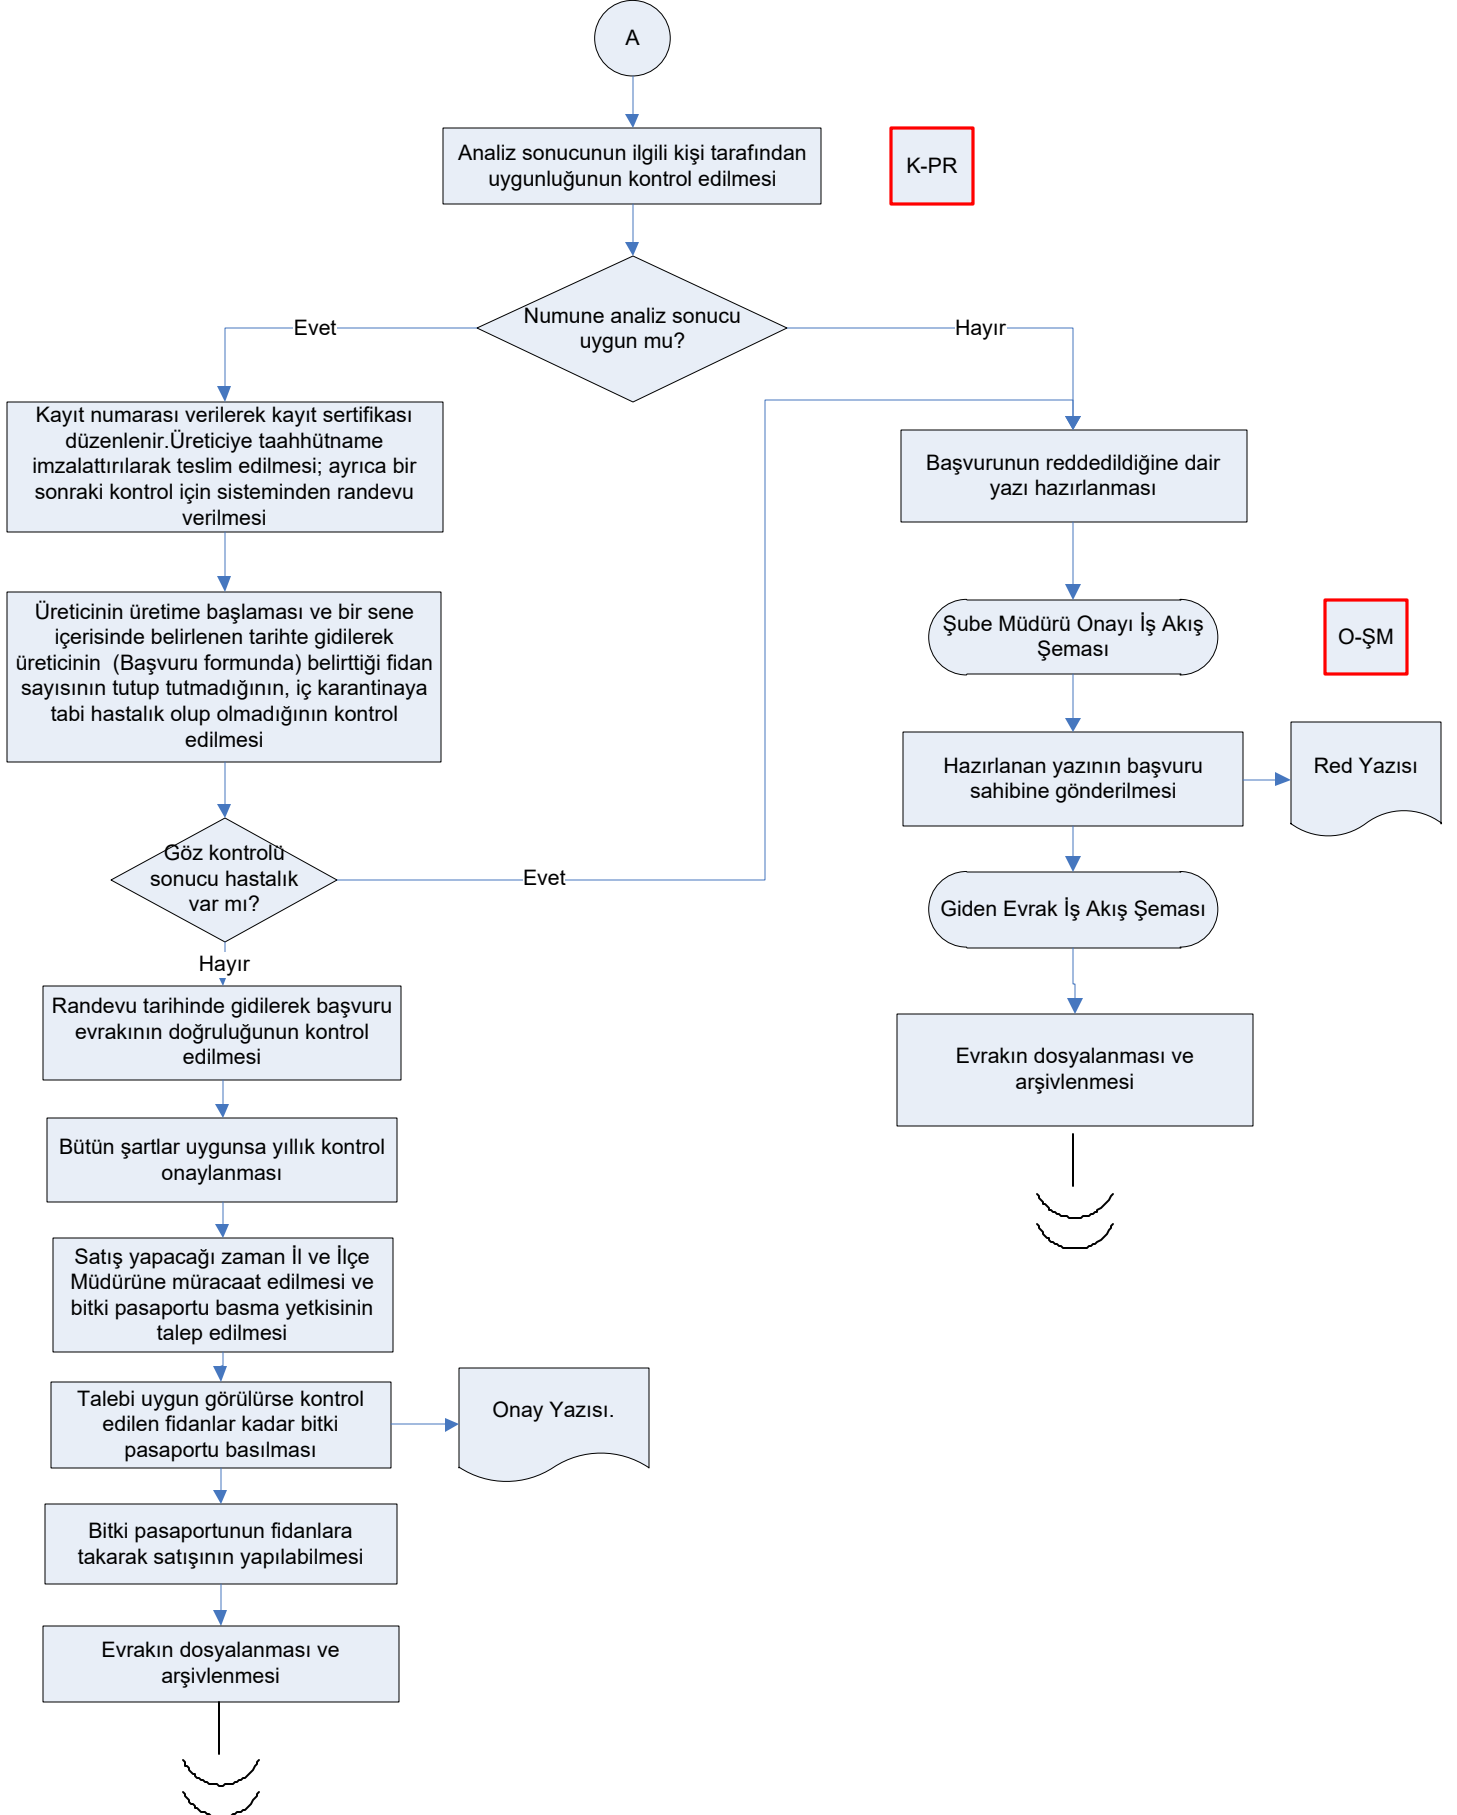 A
Analiz sonucunun ilgili kişi tarafından
uygunluğunun kontrol edilmesi
K-PR
Numune analiz sonucu
uygun mu?
Evet
Hayır
Kayıt numarası verilerek kayıt sertifikası
düzenlenir.Üreticiye taahhütname
imzalattırılarak teslim edilmesi; ayrıca bir
sonraki kontrol için sisteminden randevu
verilmesi
Başvurunun reddedildiğine dair
yazı hazırlanması
Üreticinin üretime başlaması ve bir sene
içerisinde belirlenen tarihte gidilerek
üreticinin  (Başvuru formunda) belirttiği fidan
sayısının tutup tutmadığının, iç karantinaya
tabi hastalık olup olmadığının kontrol
edilmesi
Şube Müdürü Onayı İş Akış
Şeması
O-ŞM
Hazırlanan yazının başvuru
sahibine gönderilmesi
Red Yazısı
Göz kontrolü
sonucu hastalık
var mı?
Evet
Giden Evrak İş Akış Şeması
Hayır
Randevu tarihinde gidilerek başvuru
evrakının doğruluğunun kontrol
edilmesi
Evrakın dosyalanması ve
arşivlenmesi
Bütün şartlar uygunsa yıllık kontrol
onaylanması
Satış yapacağı zaman İl ve İlçe
Müdürüne müracaat edilmesi ve
bitki pasaportu basma yetkisinin
talep edilmesi
Talebi uygun görülürse kontrol
edilen fidanlar kadar bitki
pasaportu basılması
Onay Yazısı.
Bitki pasaportunun fidanlara
takarak satışının yapılabilmesi
Evrakın dosyalanması ve
arşivlenmesi